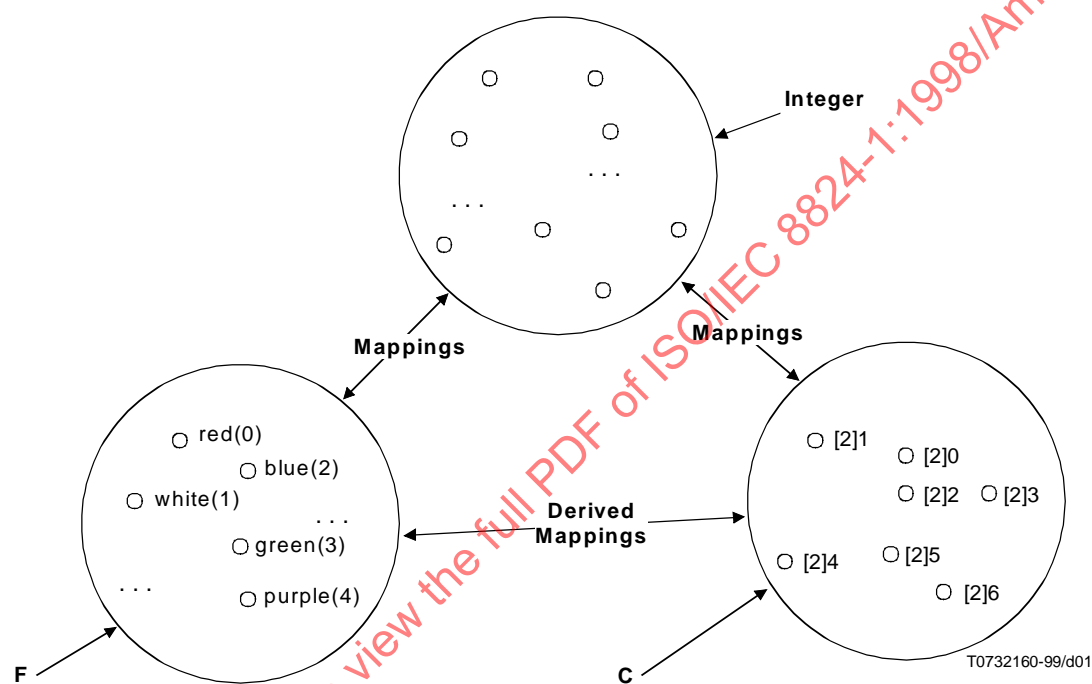 Integer
. . .
. . .
Mappings
Mappings
red(0)
blue(2)
white(1)
. . .
green(3)
. . .
purple(4)
F
Derived
Mappings
[2]1
[2]0
[2]2
[2]3
[2]4
[2]5
[2]6
C
T0732160-99/d01
view the full PDF of ISO/IEC 8824-1:1998/Am